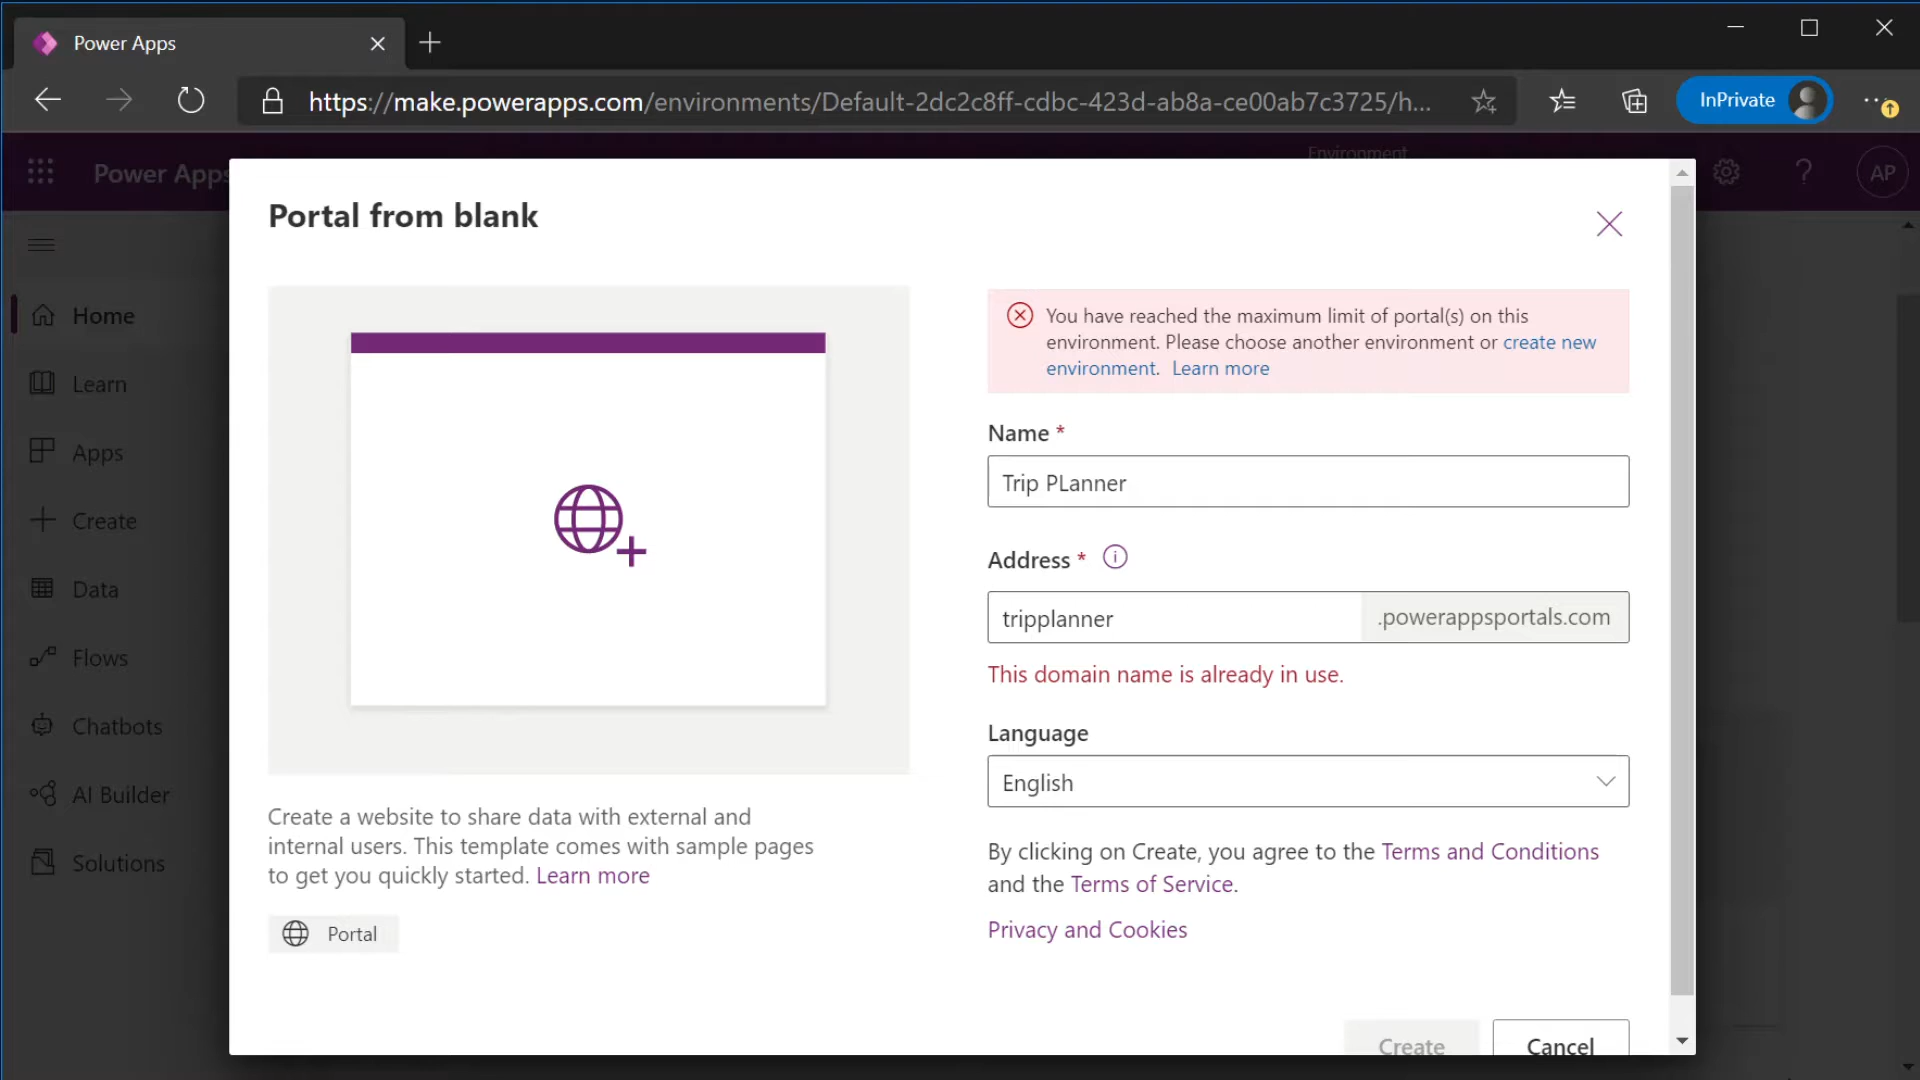 Power Apps
https://make.powerapps.com/environments/Default-2dc2c8ff-cdbc-423d-ab8a-ce00ab7c3725/h...
InPrivate
Power Apps
Environment
?
AP
Portal from blank
Home
Learn
Apps
Create
Data
Flows
Chatbots
AI Builder
Solutions
Create a website to share data with external and
internal users. This template comes with sample pages
to get you quickly started. Learn more
Portal
You have reached the maximum limit of portal(s) on this
environment. Please choose another environment or create new
environment. Learn more
Name *
Trip PLanner
Address *
tripplanner
.powerappsportals.com
This domain name is already in use.
Language
English
By clicking on Create, you agree to the Terms and Conditions
and the Terms of Service.
Privacy and Cookies
Create
Cancel